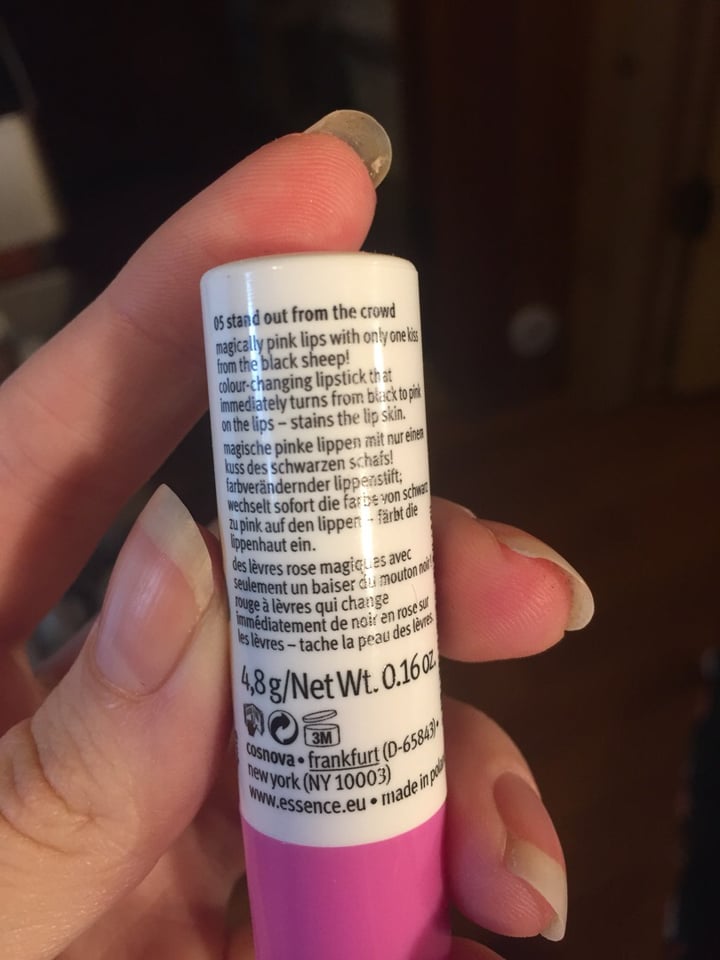 05 stand out from the crowd
magically pink lips with only one kiss
from the black sheep!
colour-changing lipstick that
immediately turns from black to pink
on the lips – stains the lip skin.
magische pinke lippen mit nur einem
kuss des schwarzen schafs!
farbverändernder lippenstift;
wechselt sofort die farbe von schwarz
zu pink auf den lippen – färbt die
lippenhaut ein.
des lèvres rose magiques avec
seulement un baiser du mouton noir !
rouge à lèvres qui change
immédiatement de noir en rose sur
les lèvres – tache la peau des lèvres.
4,8 g/Net Wt. 0.16 oz.
3M
cosnova • frankfurt (D-65843) •
new york (NY 10003)
www.essence.eu • made in